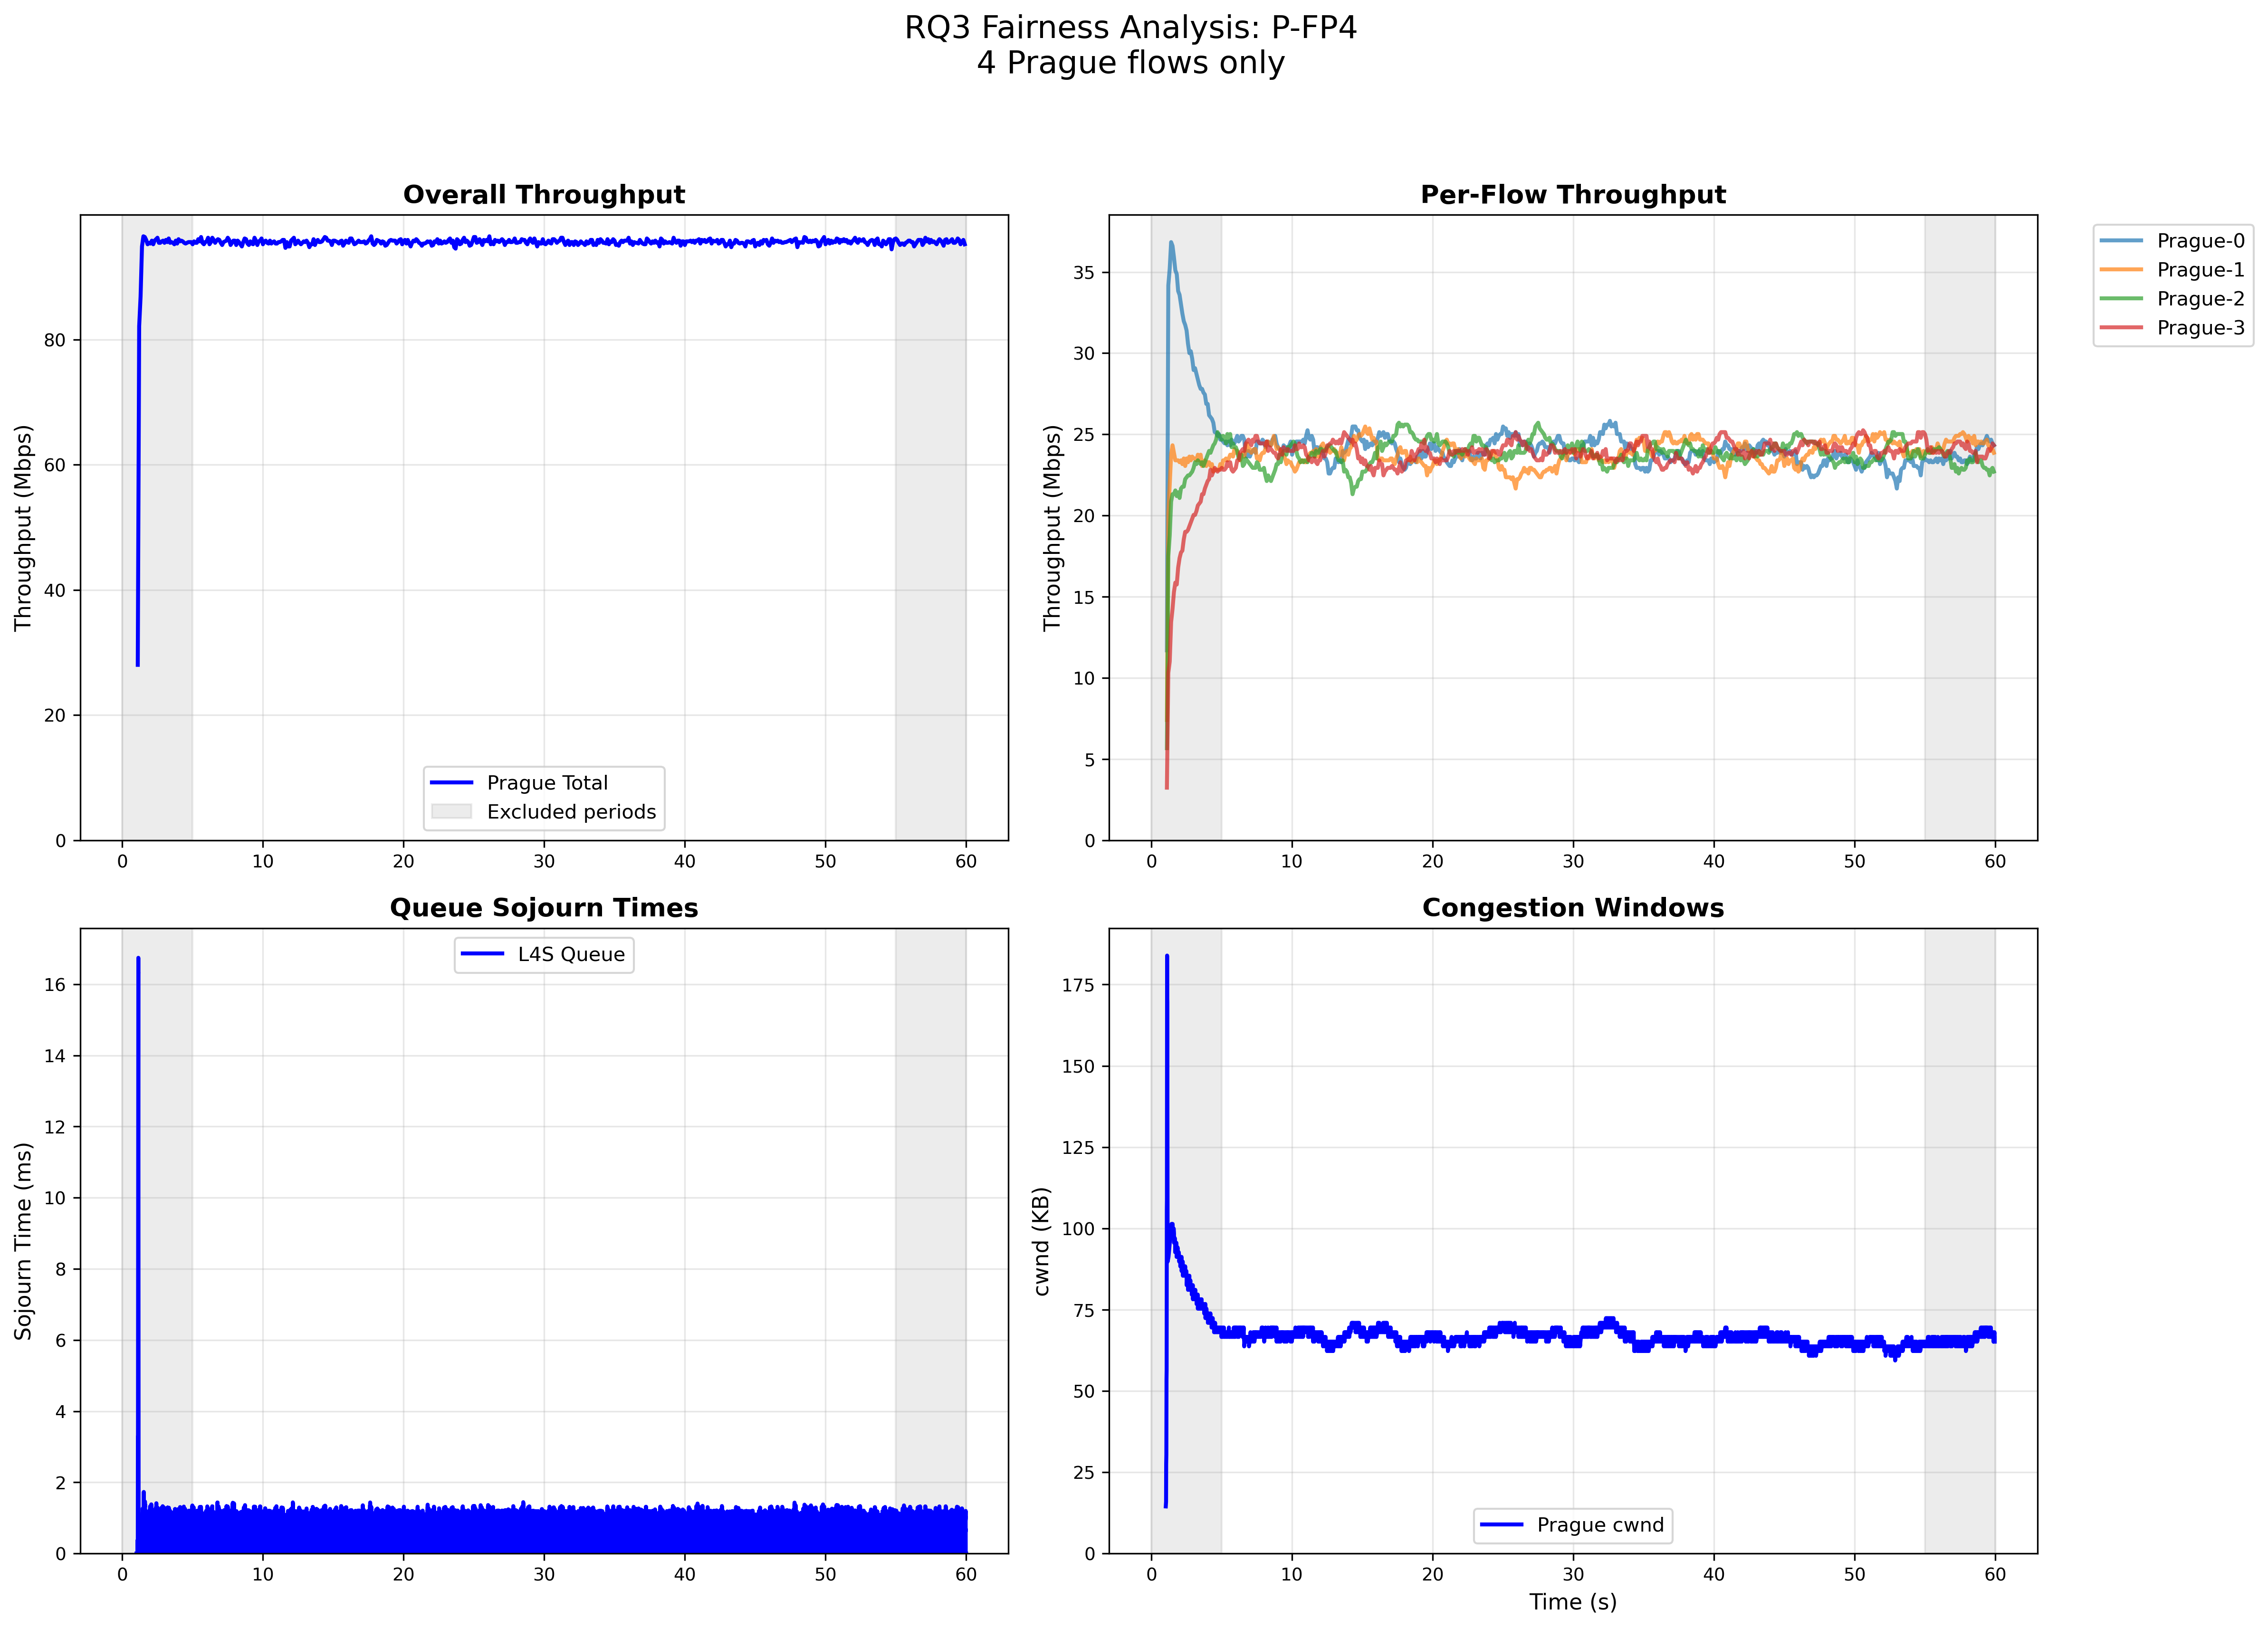 RQ3 Fairness Analysis: P-FP4
4 Prague flows only
Overall Throughput
Throughput (Mbps)
80
60
40
20
0
0 10 20 30 40 50 60
Prague Total
Excluded periods
Per-Flow Throughput
Throughput (Mbps)
35
30
25
20
15
10
5
0
0 10 20 30 40 50 60
Prague-0
Prague-1
Prague-2
Prague-3
Queue Sojourn Times
Sojourn Time (ms)
16
14
12
10
8
6
4
2
0
0 10 20 30 40 50 60
L4S Queue
Congestion Windows
cwnd (KB)
175
150
125
100
75
50
25
0
0 10 20 30 40 50 60
Time (s)
Prague cwnd